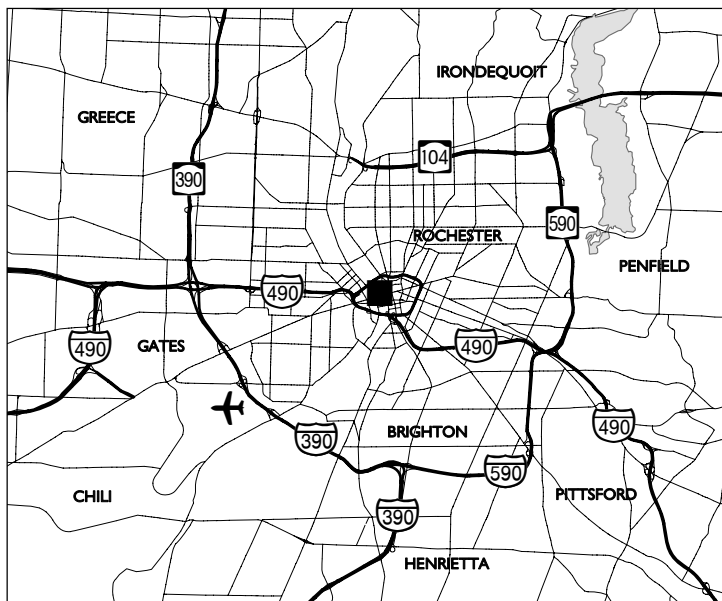 IRONDEQUOIT
GREECE
104
390
590
ROCHESTER
PENFIELD
490
490
490
GATES
490
BRIGHTON
390
590
CHILI
PITTSFORD
390
HENRIETTA